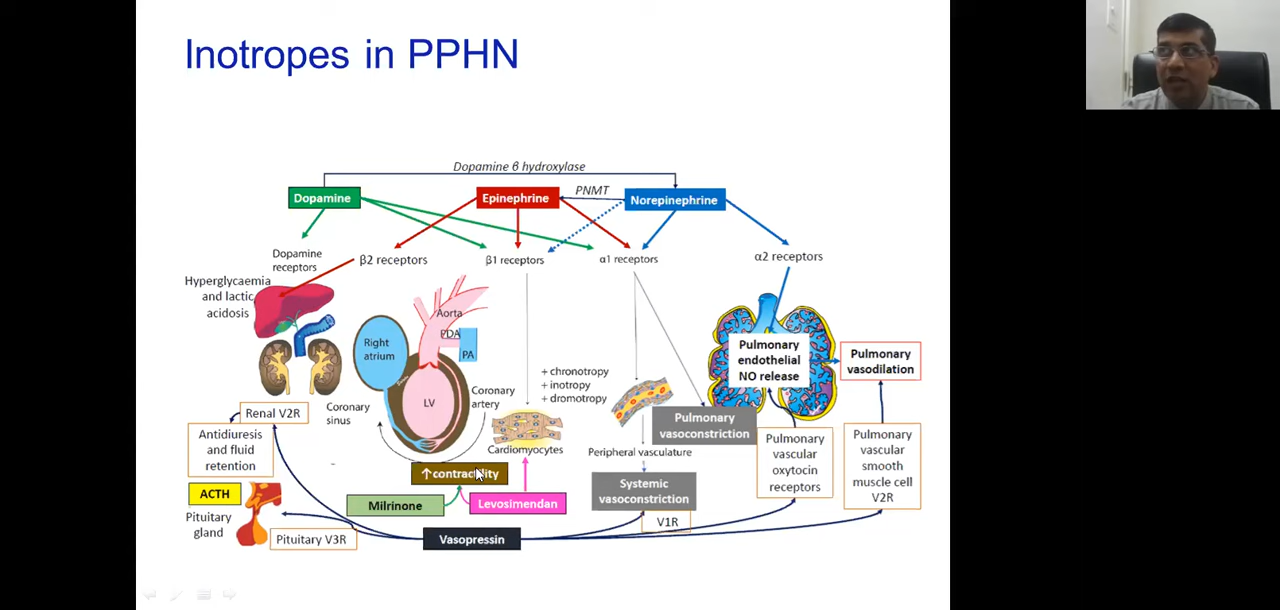 Inotropes in PPHN
Dopamine β hydroxylase
Dopamine
Epinephrine
PNMT
Norepinephrine
Dopamine
receptors
β2 receptors
β1 receptors
α1 receptors
α2 receptors
Hyperglycaemia
and lactic
acidosis
Aorta
PDA
PA
Right
atrium
LV
Coronary
artery
Coronary
sinus
+ chronotropy
+ inotropy
+ dromotropy
Cardiomyocytes
Peripheral vasculature
Pulmonary
endothelial
NO release
Pulmonary
vasodilation
Pulmonary
vasoconstriction
Renal V2R
Antidiuresis
and fluid
retention
↑contractility
Milrinone
Levosimendan
Systemic
vasoconstriction
V1R
Pulmonary
vascular
oxytocin
receptors
Pulmonary
vascular
smooth
muscle cell
V2R
ACTH
Pituitary
gland
Pituitary V3R
Vasopressin